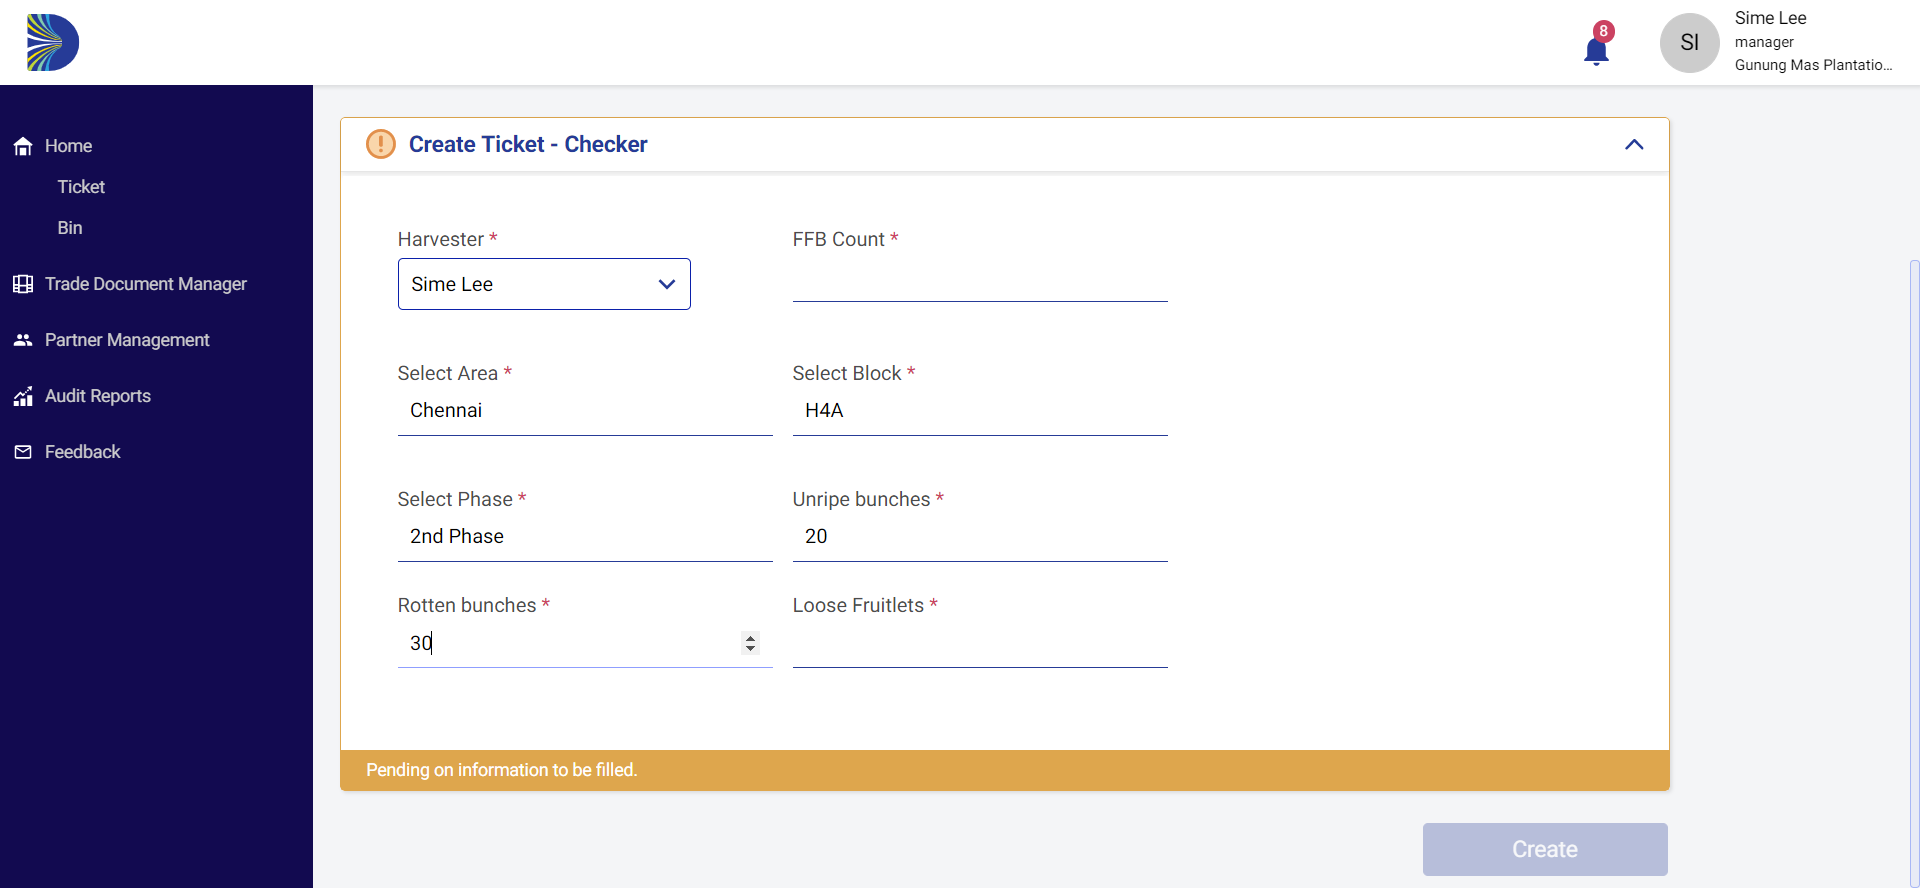 8
SI
Sime Lee
manager
Gunung Mas Plantatio...
Home
Ticket
Bin
Trade Document Manager
Partner Management
Audit Reports
Feedback
Create Ticket - Checker
Harvester *
FFB Count *
Sime Lee
Select Area *
Select Block *
Chennai
H4A
Select Phase *
Unripe bunches *
2nd Phase
20
Rotten bunches *
Loose Fruitlets *
30
Pending on information to be filled.
Create